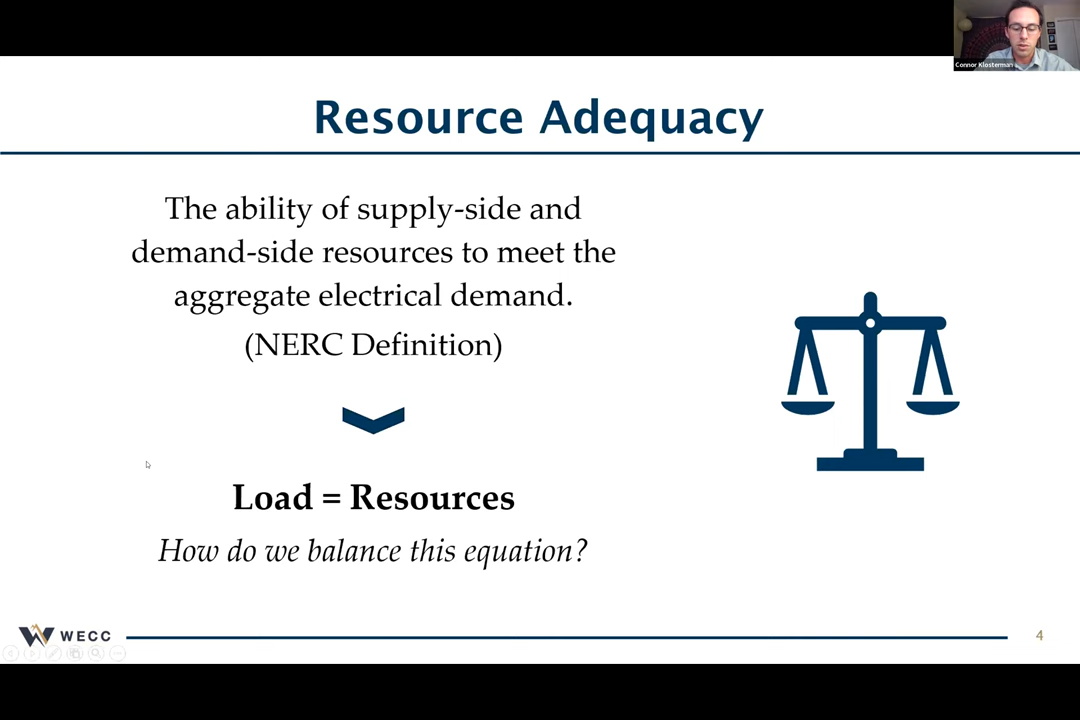 Connor Klosterman
Resource Adequacy
The ability of supply-side and
demand-side resources to meet the
aggregate electrical demand.
(NERC Definition)
Load = Resources
How do we balance this equation?
WECC
4